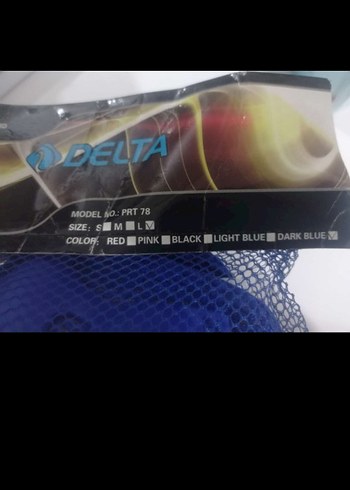 DELTA
MODEL NO.: PRT 78
SIZE: S M L
COLOR: RED PINK BLACK LIGHT BLUE DARK BLUE